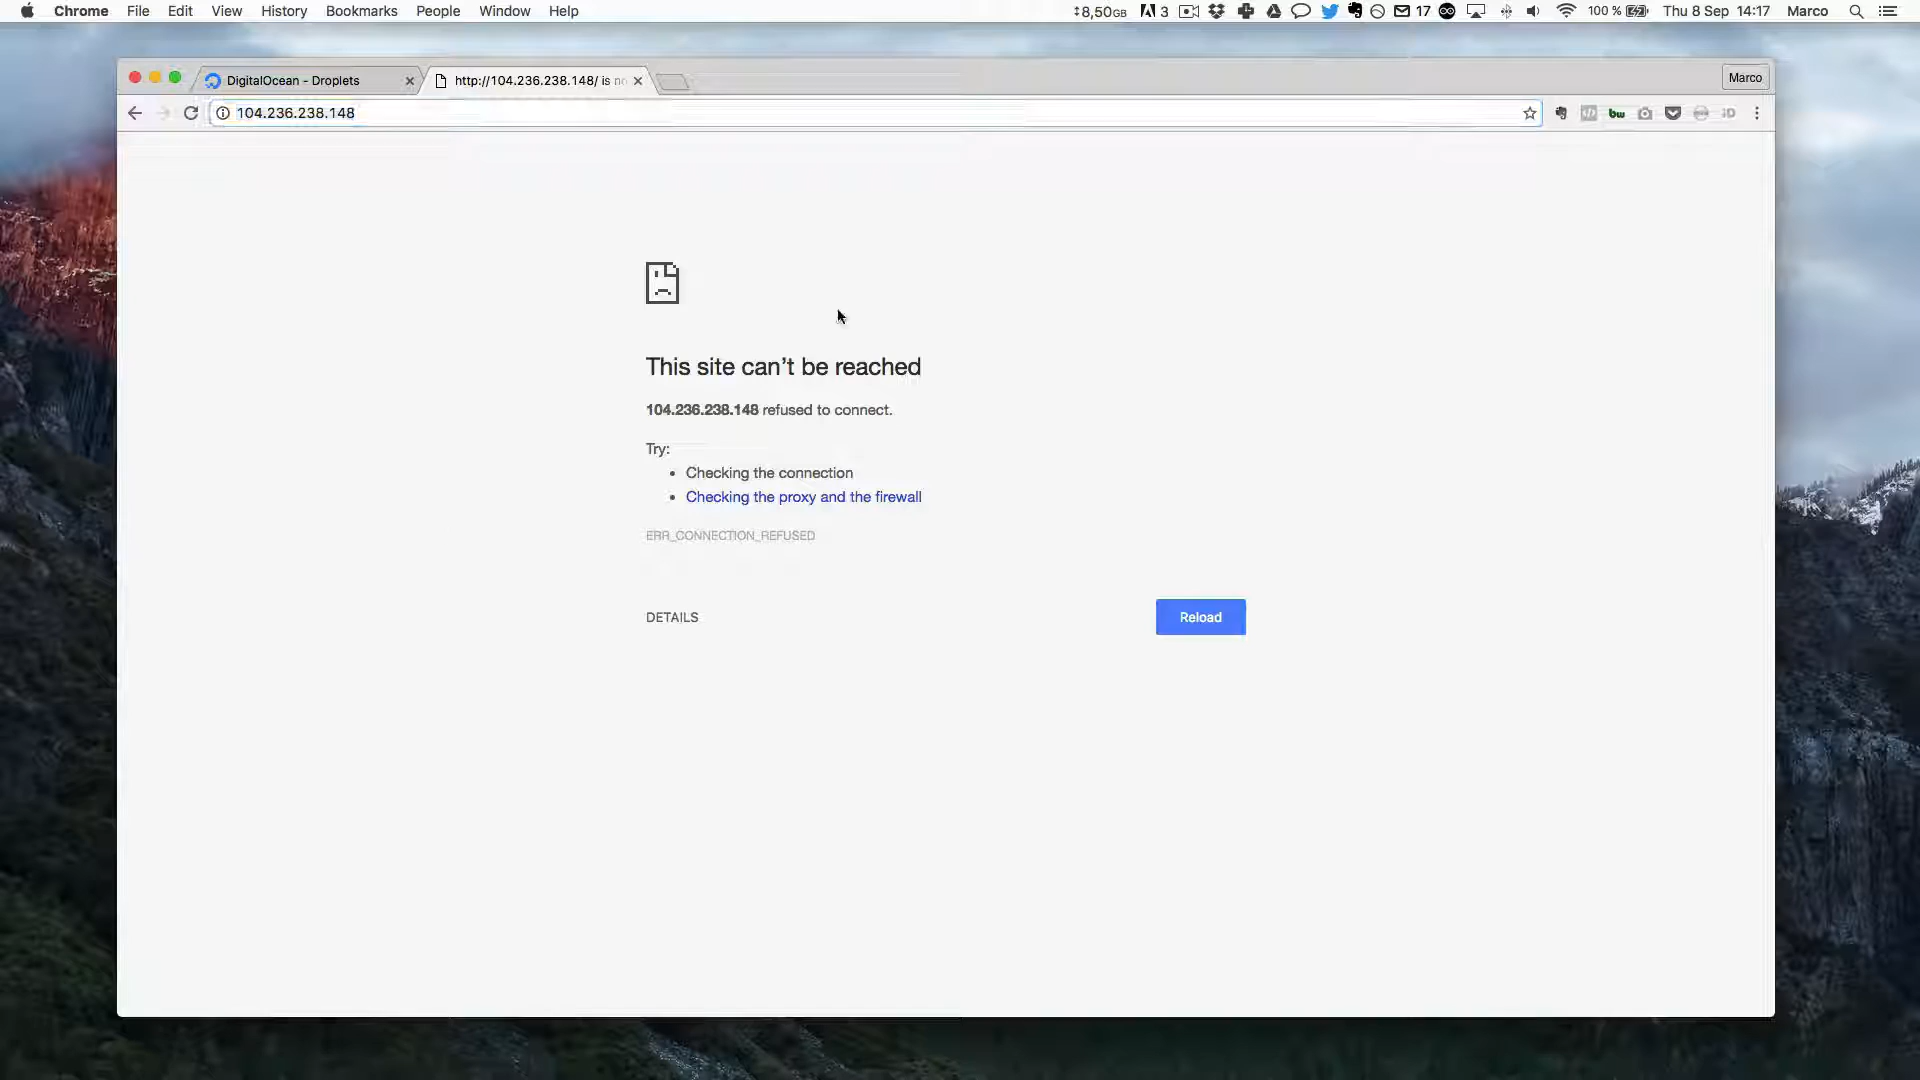 Chrome File Edit View History Bookmarks People Window Help 8,50GB 3 17 100 % Thu 8 Sep 14:17 Marco
DigitalOcean - Droplets http://104.236.238.148/ is no Marco
104.236.238.148 bw
This site can’t be reached
104.236.238.148 refused to connect.
Try:
• Checking the connection
• Checking the proxy and the firewall
ERR_CONNECTION_REFUSED
DETAILS Reload